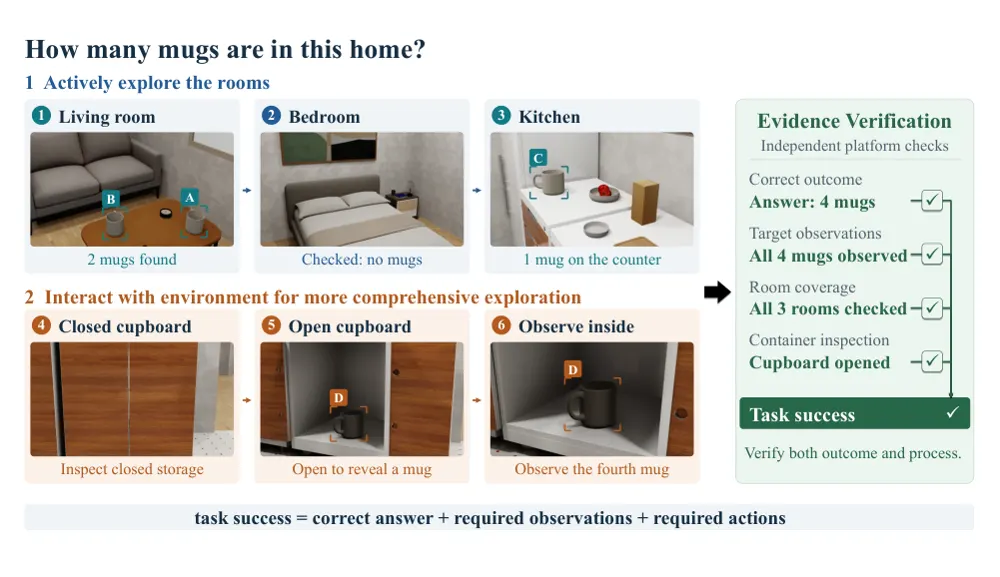 How many mugs are in this home?
1 Actively explore the rooms
1 Living room
B
A
2 mugs found
2 Bedroom
Checked: no mugs
3 Kitchen
C
1 mug on the counter
2 Interact with environment for more comprehensive exploration
4 Closed cupboard
Inspect closed storage
5 Open cupboard
D
Open to reveal a mug
6 Observe inside
D
Observe the fourth mug
Evidence Verification
Independent platform checks
Correct outcome
Answer: 4 mugs
Target observations
All 4 mugs observed
Room coverage
All 3 rooms checked
Container inspection
Cupboard opened
Task success
Verify both outcome and process.
task success = correct answer + required observations + required actions